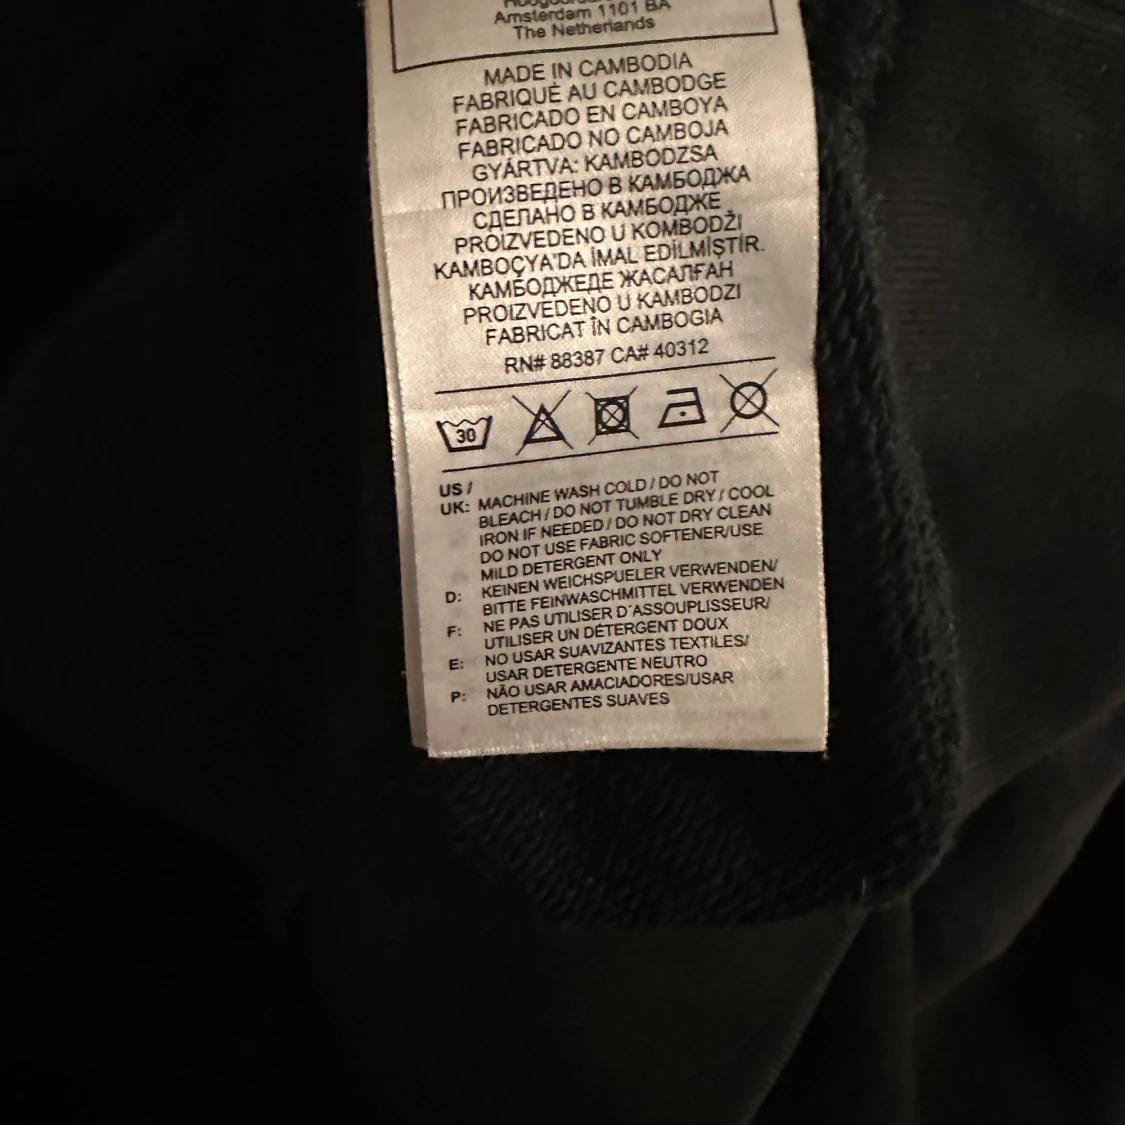 Amsterdam 1101 BA
The Netherlands
MADE IN CAMBODIA
FABRIQUÉ AU CAMBODGE
FABRICADO EN CAMBOYA
FABRICADO NO CAMBOJA
GYÁRTVA: KAMBODZSA
ПРОИЗВЕДЕНО В КАМБОДЖА
СДЕЛАНО В КАМБОДЖЕ
PROIZVEDENO U KOMBODŽI
KAMBOÇYA'DA İMAL EDİLMİŞTİR.
КАМБОДЖЕДЕ ЖАСАЛҒАН
PROIZVEDENO U KAMBODZI
FABRICAT ÎN CAMBOGIA
RN# 88387 CA# 40312
30
US /
UK: MACHINE WASH COLD / DO NOT
BLEACH / DO NOT TUMBLE DRY / COOL
IRON IF NEEDED / DO NOT DRY CLEAN
DO NOT USE FABRIC SOFTENER/USE
MILD DETERGENT ONLY
D: KEINEN WEICHSPUELER VERWENDEN/
BITTE FEINWASCHMITTEL VERWENDEN
F: NE PAS UTILISER D´ASSOUPLISSEUR/
UTILISER UN DÉTERGENT DOUX
E: NO USAR SUAVIZANTES TEXTILES/
USAR DETERGENTE NEUTRO
P: NÃO USAR AMACIADORES/USAR
DETERGENTES SUAVES